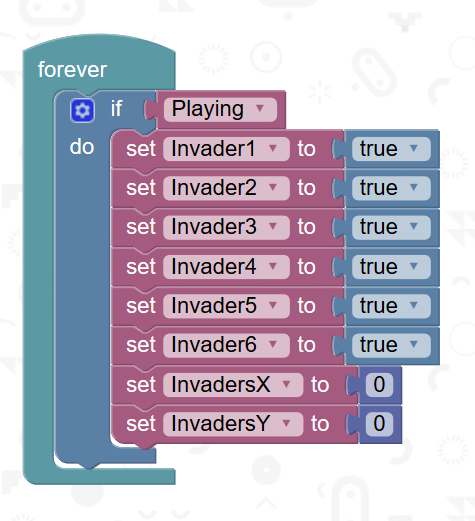 forever
if Playing
do set Invader1 to true
set Invader2 to true
set Invader3 to true
set Invader4 to true
set Invader5 to true
set Invader6 to true
set InvadersX to 0
set InvadersY to 0